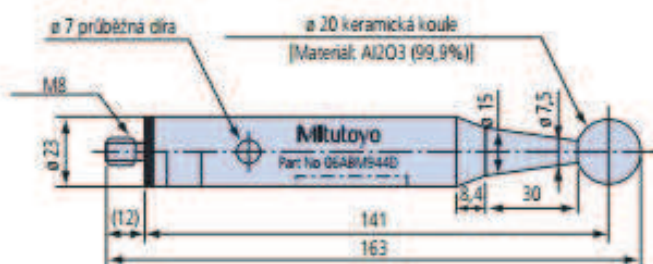 ø 7 průběžná díra
ø 20 keramická koule
[Materiál: Al2O3 (99,9%)]
M8
ø 15
ø 7,5
ø 23
Mitutoyo
Part No 06ABM944D
8,4
30
(12)
141
163